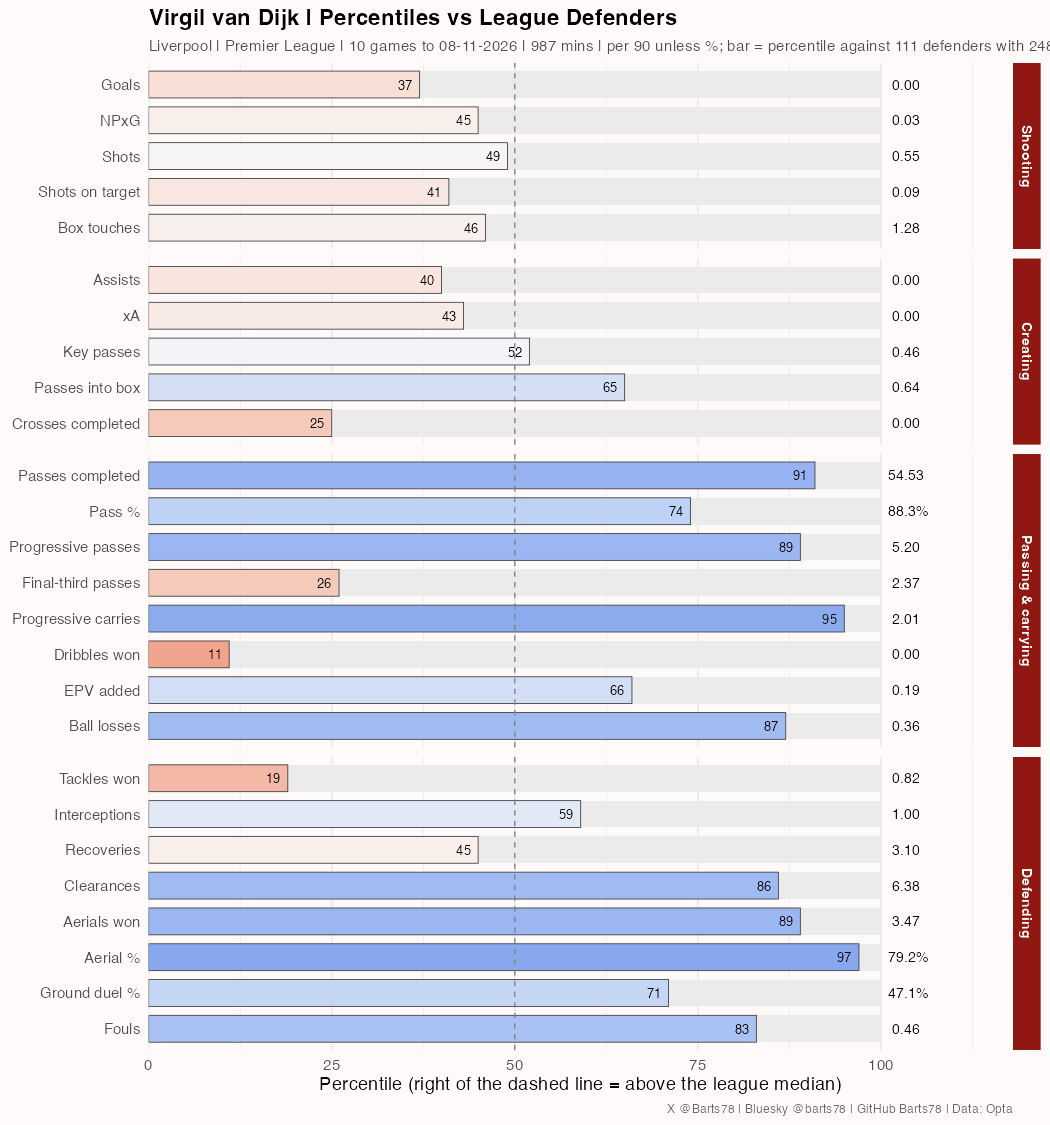 Virgil van Dijk | Percentiles vs League Defenders
Liverpool | Premier League | 10 games to 08-11-2026 | 987 mins | per 90 unless %; bar = percentile against 111 defenders with 248
Shooting
Goals 37 0.00
NPxG 45 0.03
Shots 49 0.55
Shots on target 41 0.09
Box touches 46 1.28
Creating
Assists 40 0.00
xA 43 0.00
Key passes 52 0.46
Passes into box 65 0.64
Crosses completed 25 0.00
Passing & carrying
Passes completed 91 54.53
Pass % 74 88.3%
Progressive passes 89 5.20
Final-third passes 26 2.37
Progressive carries 95 2.01
Dribbles won 11 0.00
EPV added 66 0.19
Ball losses 87 0.36
Defending
Tackles won 19 0.82
Interceptions 59 1.00
Recoveries 45 3.10
Clearances 86 6.38
Aerials won 89 3.47
Aerial % 97 79.2%
Ground duel % 71 47.1%
Fouls 83 0.46
0 25 50 75 100
Percentile (right of the dashed line = above the league median)
X @Barts78 | Bluesky @barts78 | GitHub Barts78 | Data: Opta